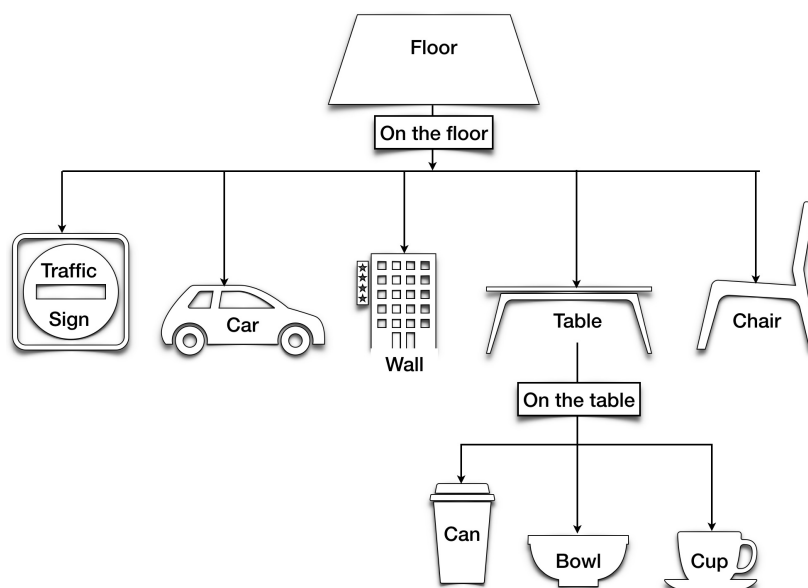 Floor
On the floor
Traffic
Sign
Car
Wall
Table
Chair
On the table
Can
Bowl
Cup